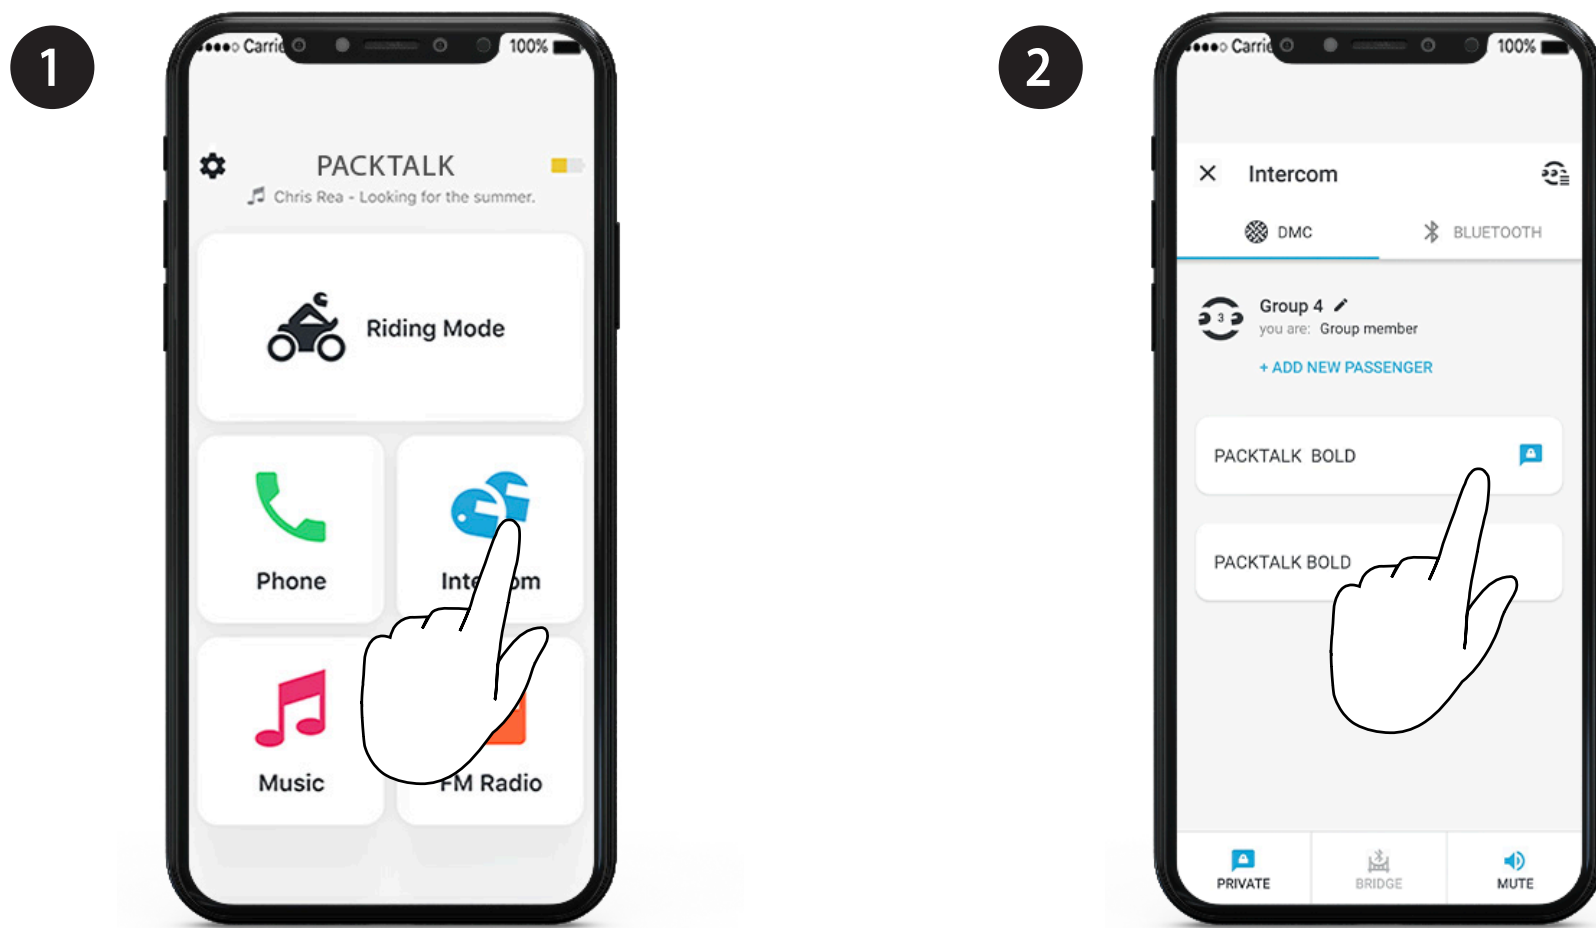 1
Carrie
100%
PACKTALK
Chris Rea - Looking for the summer.
Riding Mode
Phone
Music
FM Radio
2
Carrie
100%
Intercom
DMC
BLUETOOTH
Group 4
3
you are: Group member
+ ADD NEW PASSENGER
PACKTALK BOLD
PACKTALK BOLD
PRIVATE
BRIDGE
MUTE